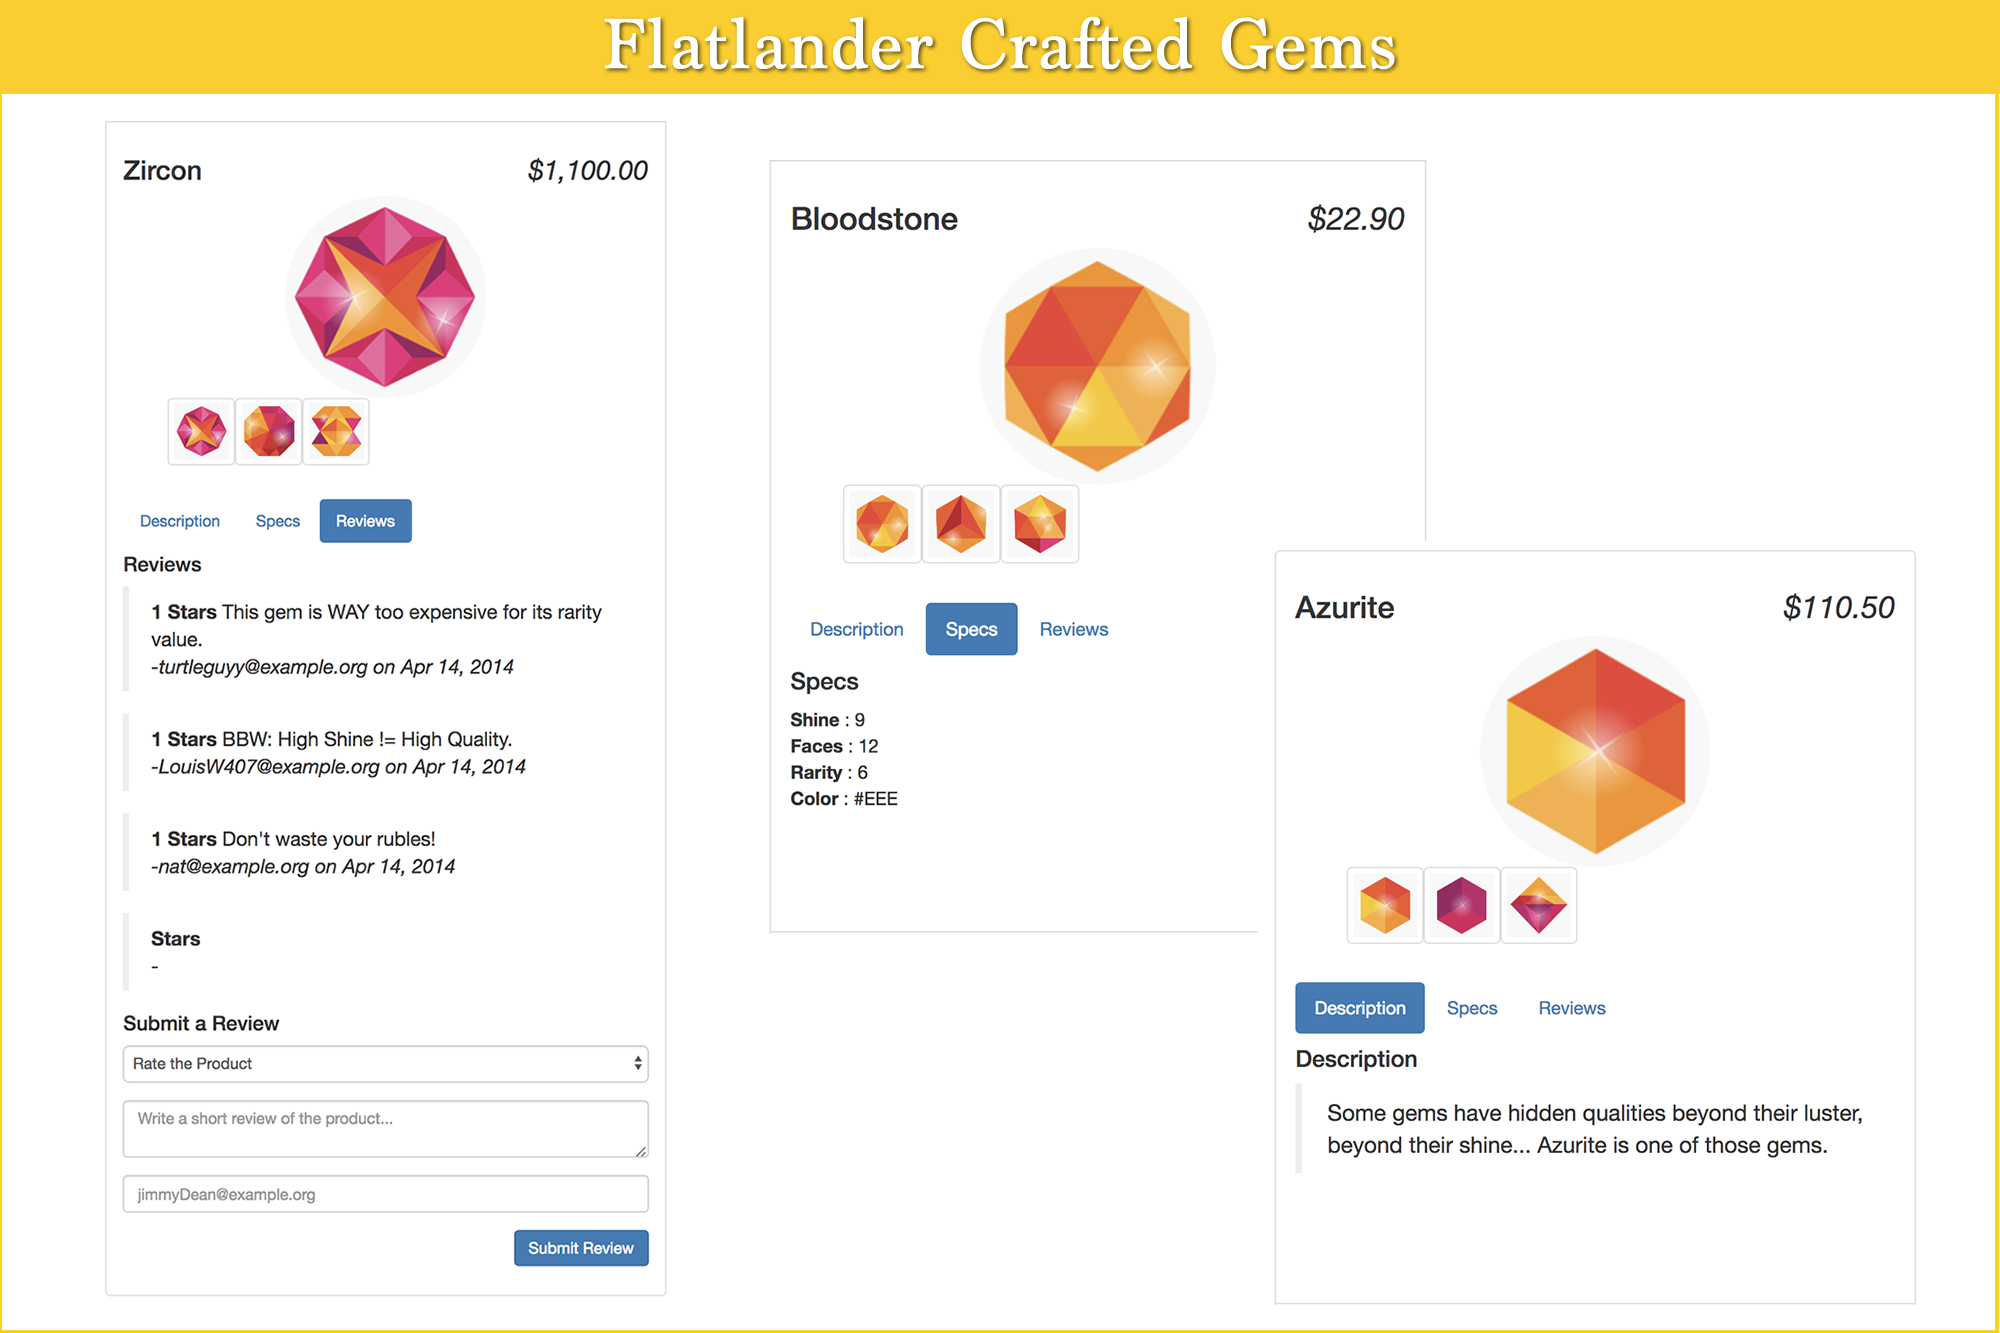 Flatlander Crafted Gems
Zircon $1,100.00
Description Specs Reviews
Reviews
1 Stars This gem is WAY too expensive for its rarity
value.
-turtleguyy@example.org on Apr 14, 2014
1 Stars BBW: High Shine != High Quality.
-LouisW407@example.org on Apr 14, 2014
1 Stars Don't waste your rubles!
-nat@example.org on Apr 14, 2014
Stars
-
Submit a Review
Rate the Product
Write a short review of the product...
jimmyDean@example.org
Submit Review
Bloodstone $22.90
Description Specs Reviews
Specs
Shine : 9
Faces : 12
Rarity : 6
Color : #EEE
Azurite $110.50
Description Specs Reviews
Description
Some gems have hidden qualities beyond their luster,
beyond their shine... Azurite is one of those gems.